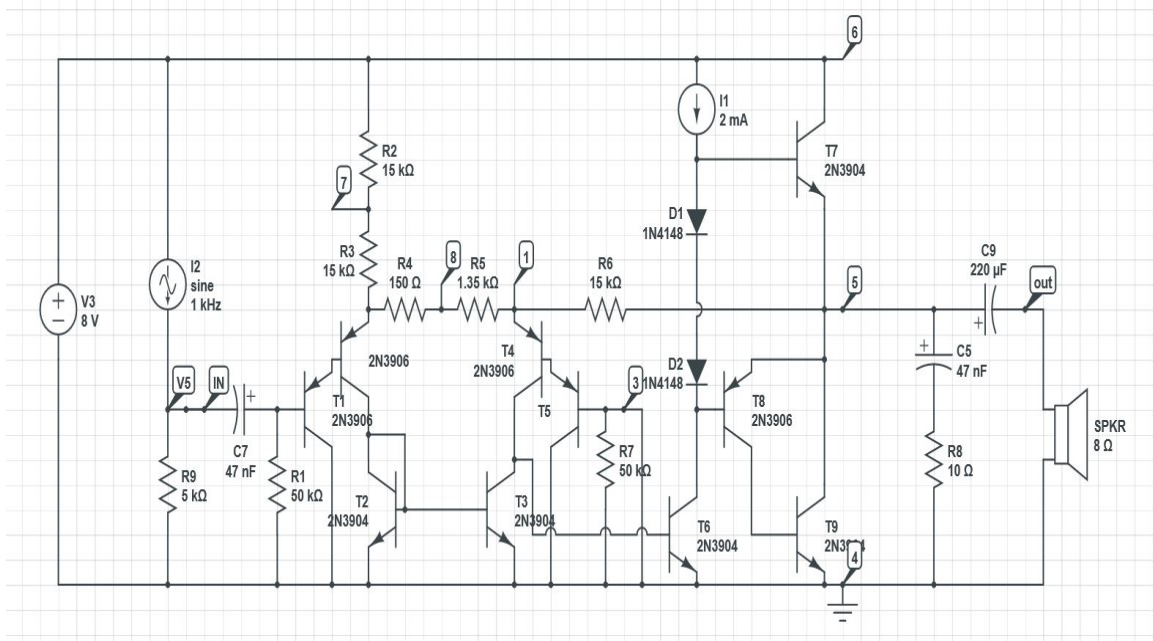 6
I1
2 mA
R2
15 kΩ
T7
2N3904
7
D1
1N4148
C9
220 µF
I2
sine
1 kHz
R3
15 kΩ
R4
150 Ω
8
R5
1.35 kΩ
1
R6
15 kΩ
5
out
V3
8 V
+
C5
47 nF
2N3906
T4
2N3906
D2
1N4148
V5
IN
+
T1
2N3906
T5
3
T8
2N3906
SPKR
8 Ω
C7
47 nF
R9
5 kΩ
R1
50 kΩ
R7
50 kΩ
R8
10 Ω
T2
2N3904
T3
2N3904
T6
2N3904
T9
4